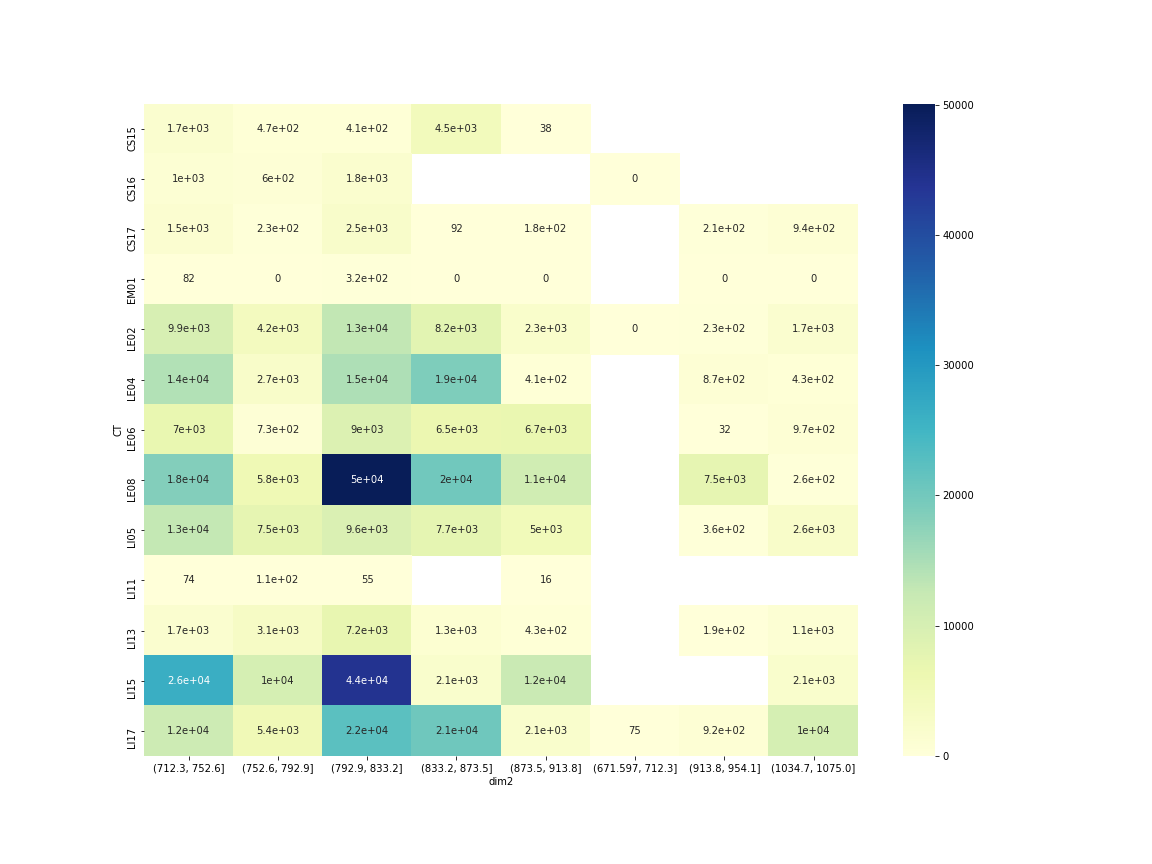 50000
CS15 1.7e+03 4.7e+02 4.1e+02 4.5e+03 38
CS16 1e+03 6e+02 1.8e+03 0
40000
CS17 1.5e+03 2.3e+02 2.5e+03 92 1.8e+02 2.1e+02 9.4e+02
EM01 82 0 3.2e+02 0 0 0 0
LE02 9.9e+03 4.2e+03 1.3e+04 8.2e+03 2.3e+03 0 2.3e+02 1.7e+03
30000
LE04 1.4e+04 2.7e+03 1.5e+04 1.9e+04 4.1e+02 8.7e+02 4.3e+02
CT
LE06 7e+03 7.3e+02 9e+03 6.5e+03 6.7e+03 32 9.7e+02
LE08 1.8e+04 5.8e+03 5e+04 2e+04 1.1e+04 7.5e+03 2.6e+02
20000
LI05 1.3e+04 7.5e+03 9.6e+03 7.7e+03 5e+03 3.6e+02 2.6e+03
LI11 74 1.1e+02 55 16
LI13 1.7e+03 3.1e+03 7.2e+03 1.3e+03 4.3e+02 1.9e+02 1.1e+03
10000
LI15 2.6e+04 1e+04 4.4e+04 2.1e+03 1.2e+04 2.1e+03
LI17 1.2e+04 5.4e+03 2.2e+04 2.1e+04 2.1e+03 75 9.2e+02 1e+04
0
(712.3, 752.6] (752.6, 792.9] (792.9, 833.2] (833.2, 873.5] (873.5, 913.8] (671.597, 712.3] (913.8, 954.1] (1034.7, 1075.0]
dim2